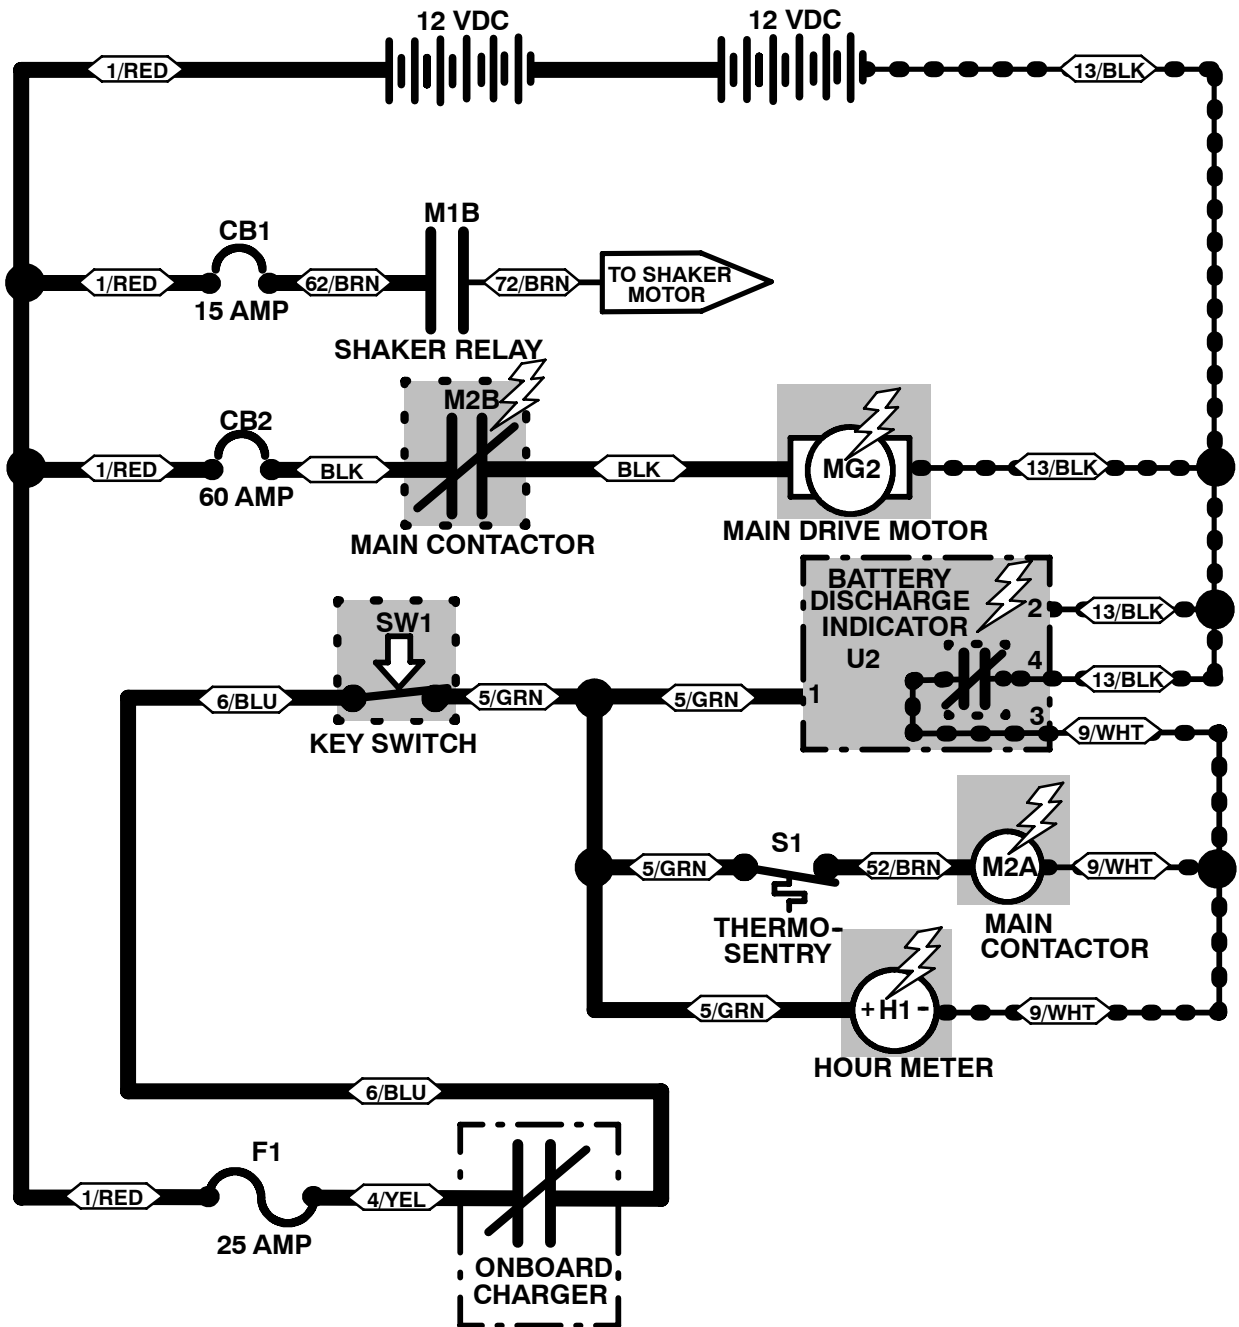 12 VDC
12 VDC
1/RED
13/BLK
M1B
CB1
1/RED
62/BRN
72/BRN
TO SHAKER
MOTOR
15 AMP
SHAKER RELAY
M2B
CB2
1/RED
BLK
BLK
MG2
13/BLK
60 AMP
MAIN CONTACTOR
MAIN DRIVE MOTOR
BATTERY
DISCHARGE
INDICATOR
U2
2
13/BLK
4
13/BLK
SW1
6/BLU
5/GRN
5/GRN
1
3
9/WHT
KEY SWITCH
S1
5/GRN
52/BRN
M2A
9/WHT
THERMO-
SENTRY
MAIN
CONTACTOR
5/GRN
+ H1 -
9/WHT
HOUR METER
6/BLU
F1
1/RED
4/YEL
25 AMP
ONBOARD
CHARGER